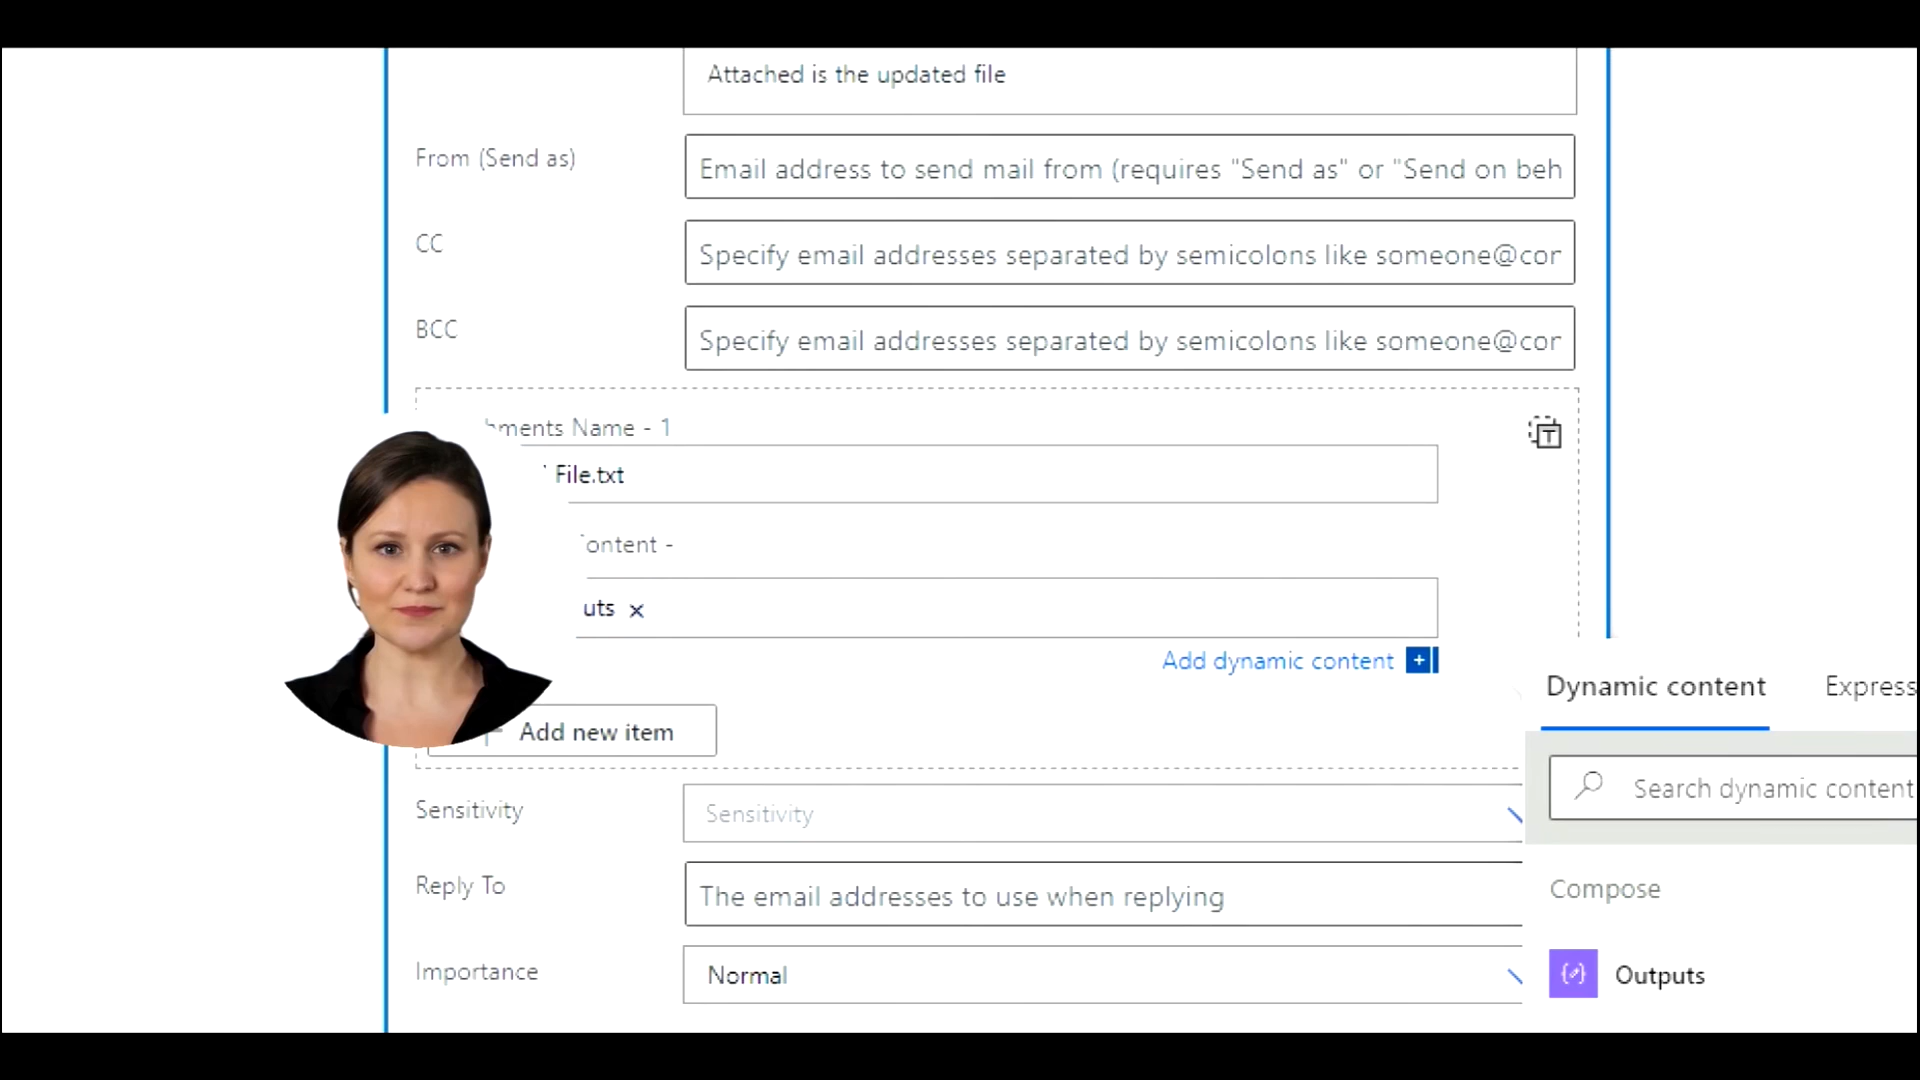 Attached is the updated file
From (Send as)
Email address to send mail from (requires "Send as" or "Send on beh
CC
Specify email addresses separated by semicolons like someone@cor
BCC
Specify email addresses separated by semicolons like someone@cor
hments Name - 1
File.txt
ontent -
uts ×
Add dynamic content
Dynamic content
Express
Add new item
Search dynamic content
Sensitivity
Sensitivity
Reply To
The email addresses to use when replying
Compose
Importance
Normal
Outputs